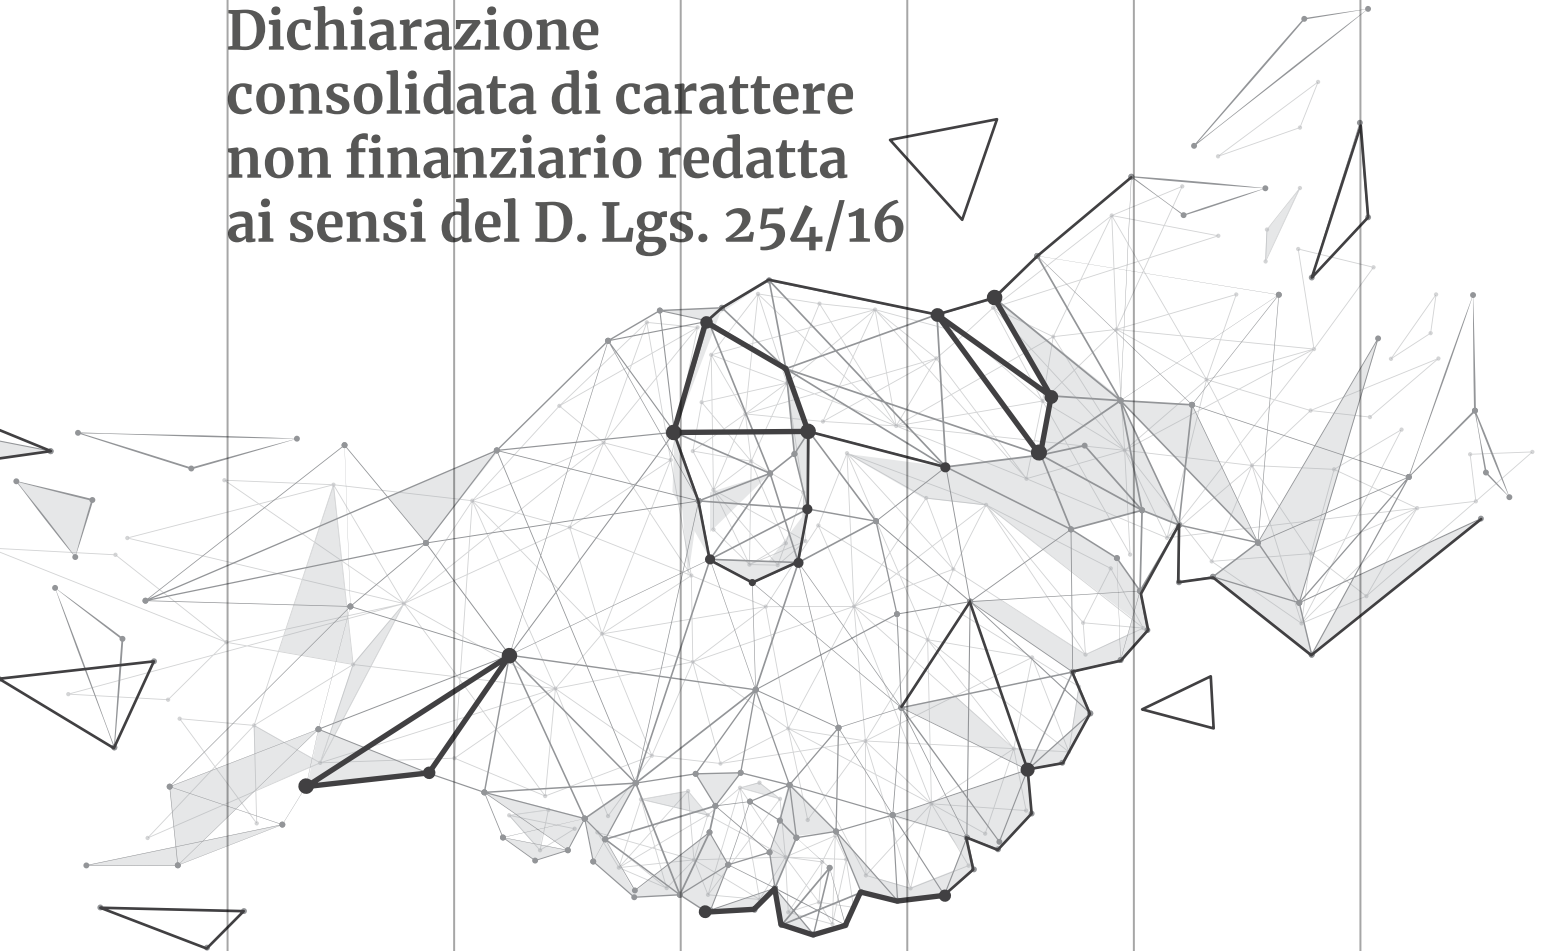 Dichiarazione
consolidata di carattere
non finanziario redatta
ai sensi del D. Lgs. 254/16